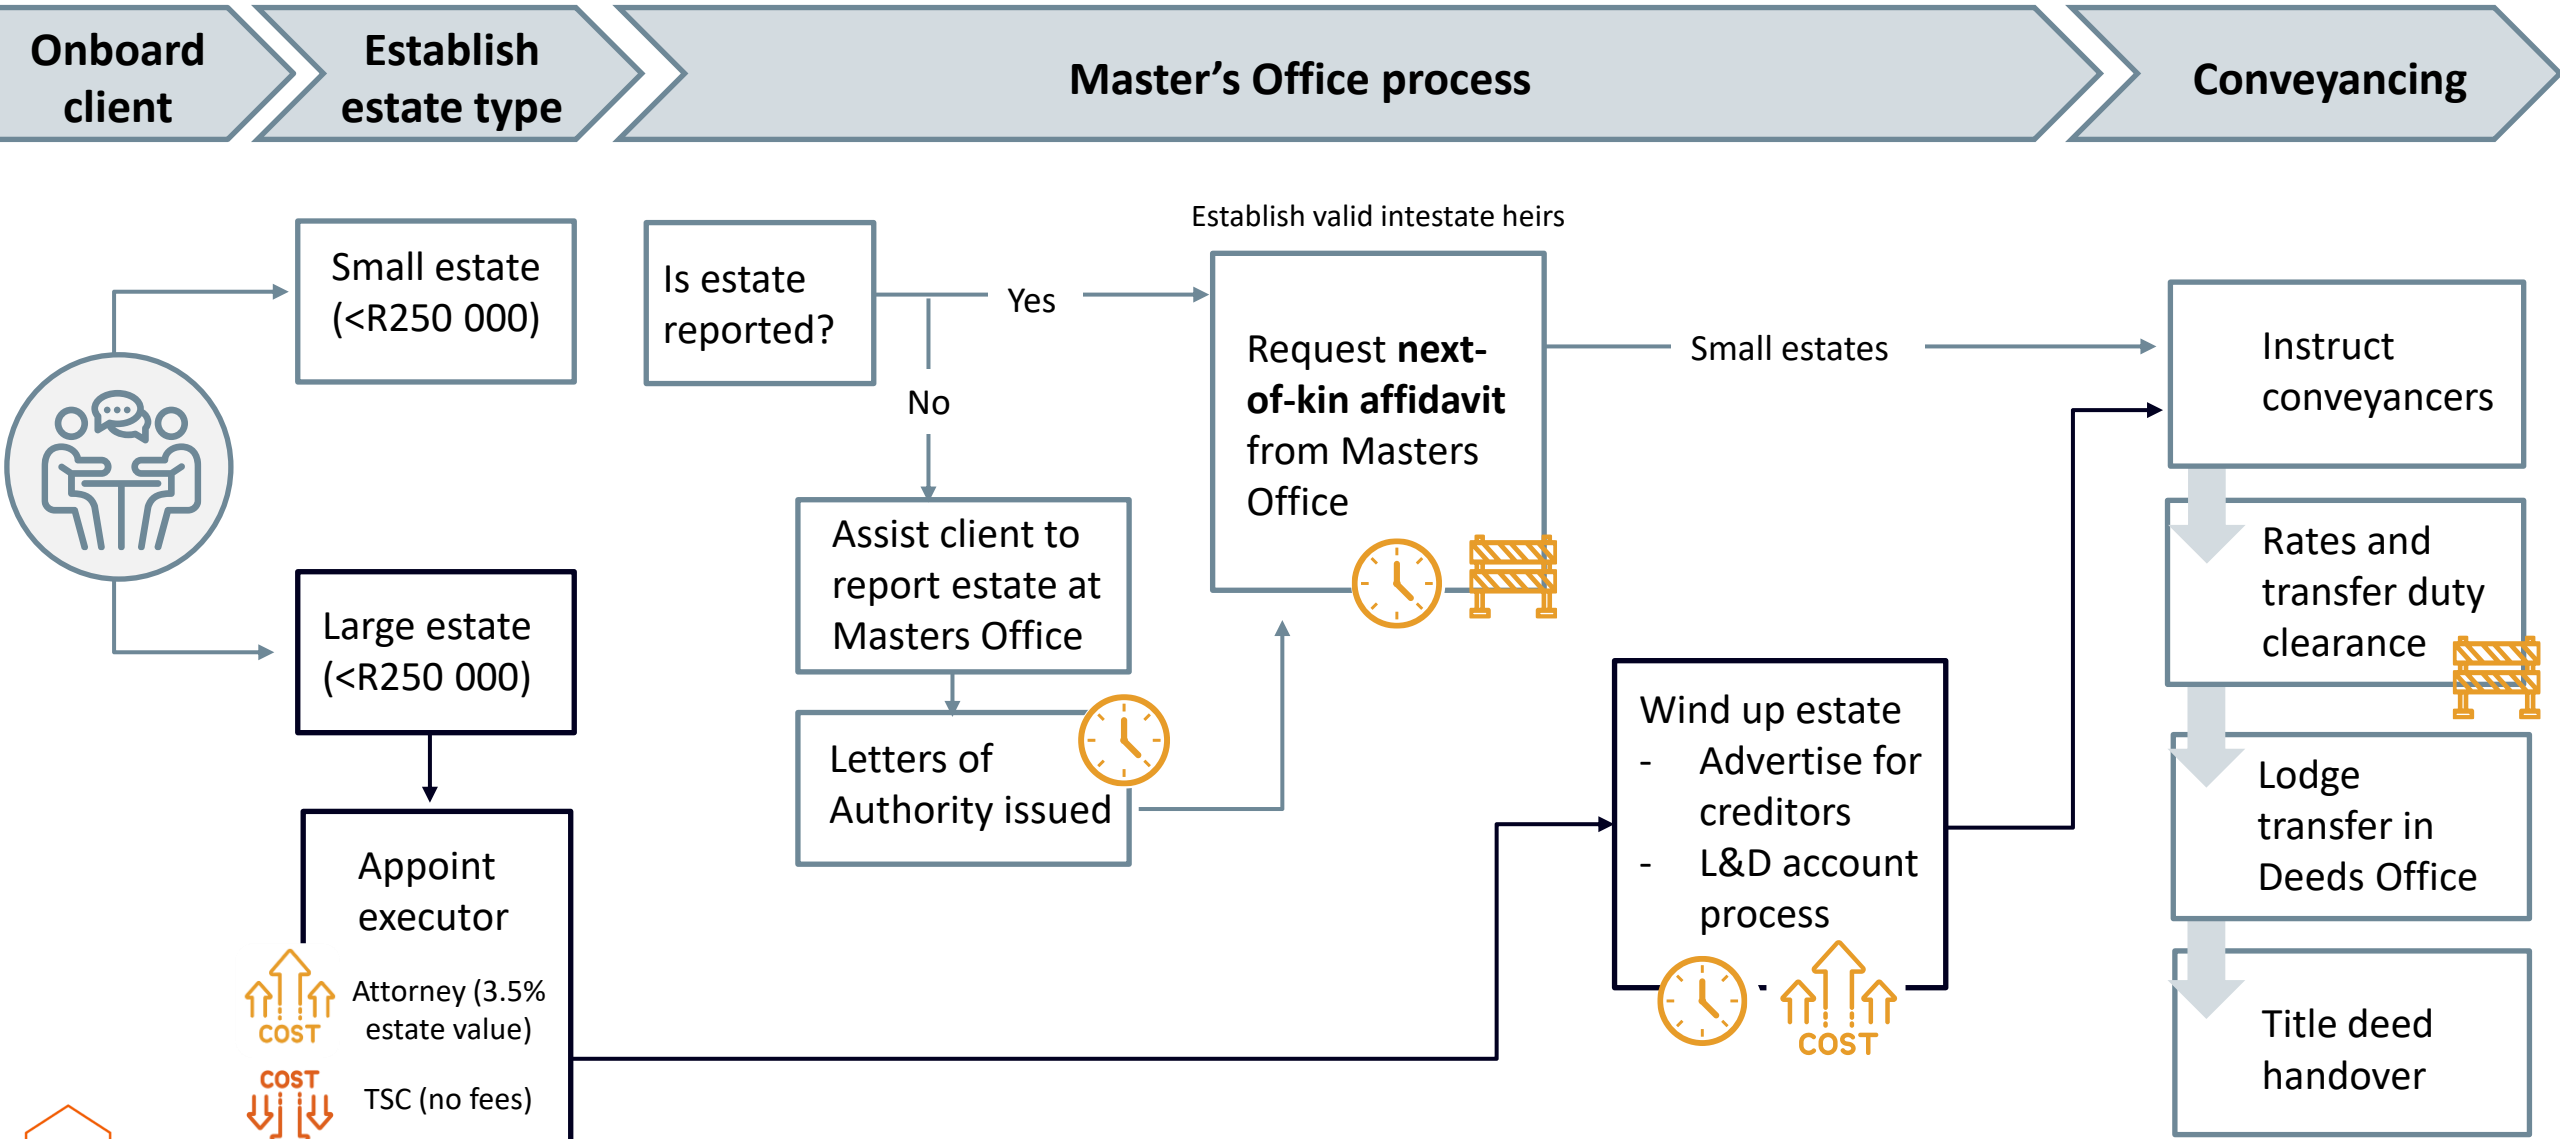 Onboard
client
Establish
estate type
Master's Office process
Conveyancing
Small estate
(<R250 000)
Large estate
(<R250 000)
Appoint
executor
COST
Attorney (3.5%
estate value)
COST
TSC (no fees)
Is estate
reported?
Yes
No
Assist client to
report estate at
Masters Office
Letters of
Authority issued
Establish valid intestate heirs
Request next-
of-kin affidavit
from Masters
Office
Small estates
Wind up estate
- Advertise for
creditors
- L&D account
process
COST
Instruct
conveyancers
Rates and
transfer duty
clearance
Lodge
transfer in
Deeds Office
Title deed
handover